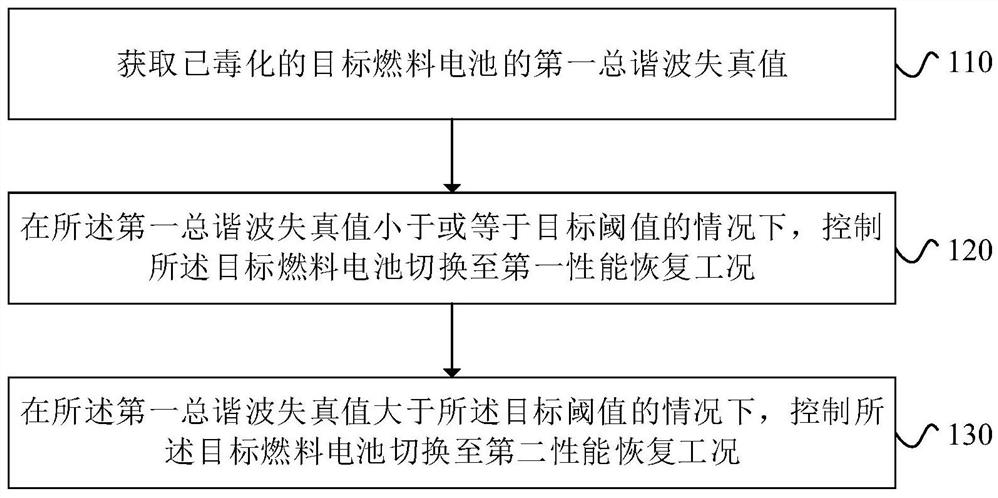 获取已毒化的目标燃料电池的第一总谐波失真值
110
在所述第一总谐波失真值小于或等于目标阈值的情况下，控制
所述目标燃料电池切换至第一性能恢复工况
120
在所述第一总谐波失真值大于所述目标阈值的情况下，控制所
述目标燃料电池切换至第二性能恢复工况
130